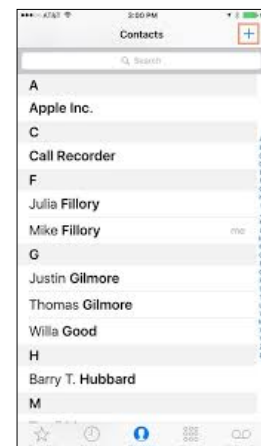 AT&T 2:00 PM
Contacts +
Search
A
Apple Inc.
C
Call Recorder
F
Julia Fillory
Mike Fillory me
G
Justin Gilmore
Thomas Gilmore
Willa Good
H
Barry T. Hubbard
M